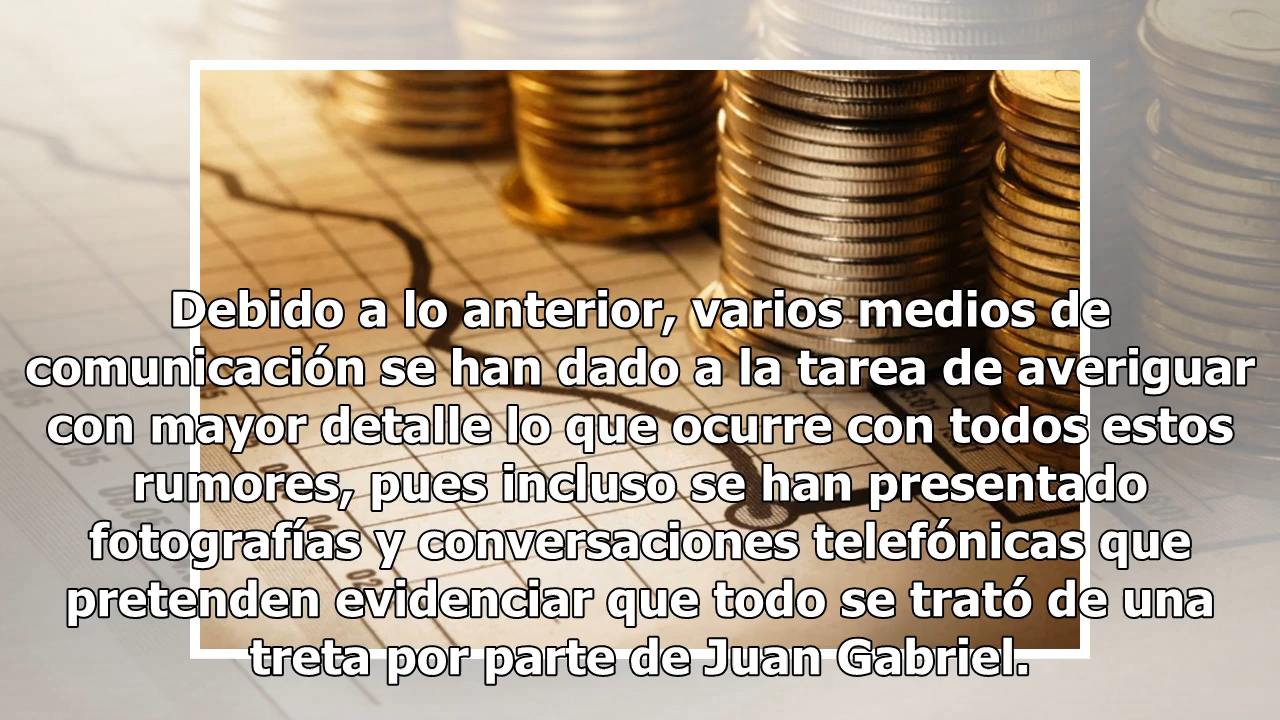 Debido a lo anterior, varios medios de
comunicación se han dado a la tarea de averiguar
con mayor detalle lo que ocurre con todos estos
rumores, pues incluso se han presentado
fotografías y conversaciones telefónicas que
pretenden evidenciar que todo se trató de una
treta por parte de Juan Gabriel.